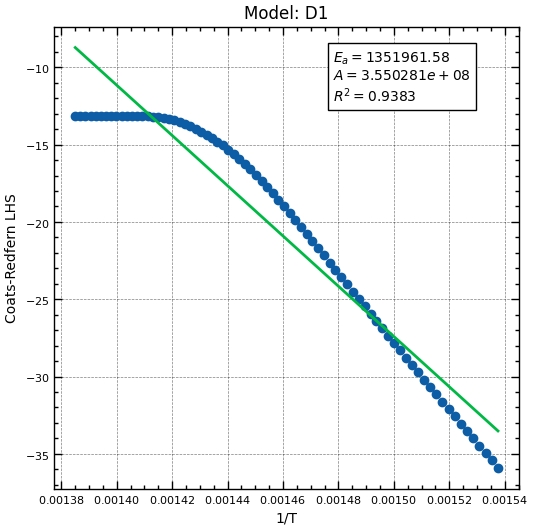 Model: D1
E_a = 1351961.58
A = 3.550281e + 08
R² = 0.9383
Coats-Redfern LHS
−10
−15
−20
−25
−30
−35
0.00138 0.00140 0.00142 0.00144 0.00146 0.00148 0.00150 0.00152 0.00154
1/T